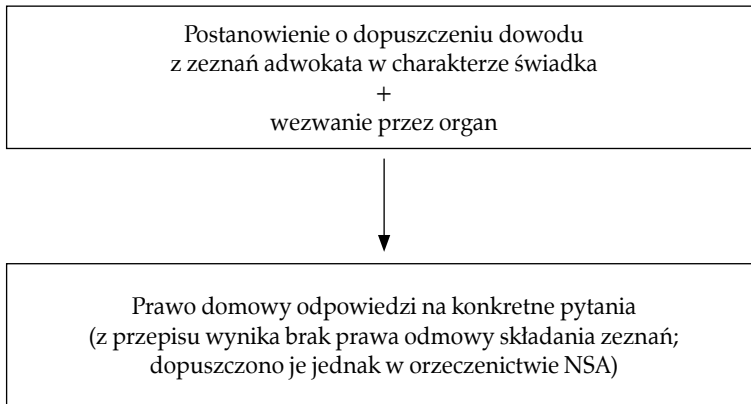 Postanowienie o dopuszczeniu dowodu
z zeznań adwokata w charakterze świadka
+
wezwanie przez organ
Prawo domowy odpowiedzi na konkretne pytania
(z przepisu wynika brak prawa odmowy składania zeznań;
dopuszczono je jednak w orzeczenictwie NSA)